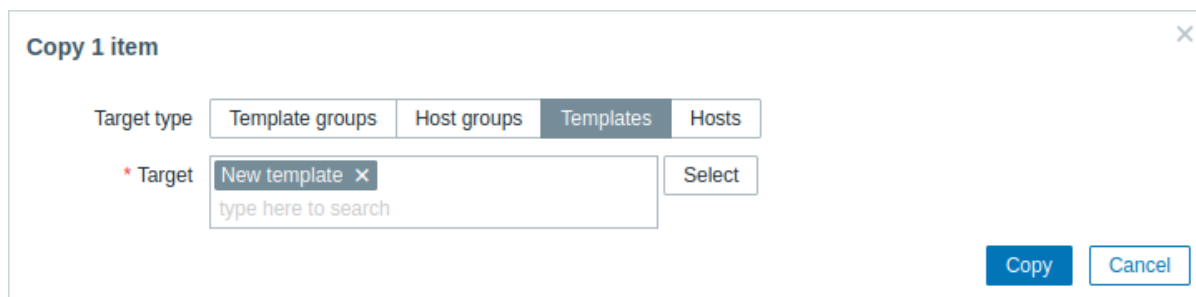 Copy 1 item
Target type Template groups Host groups Templates Hosts
* Target New template Select
type here to search
Copy Cancel